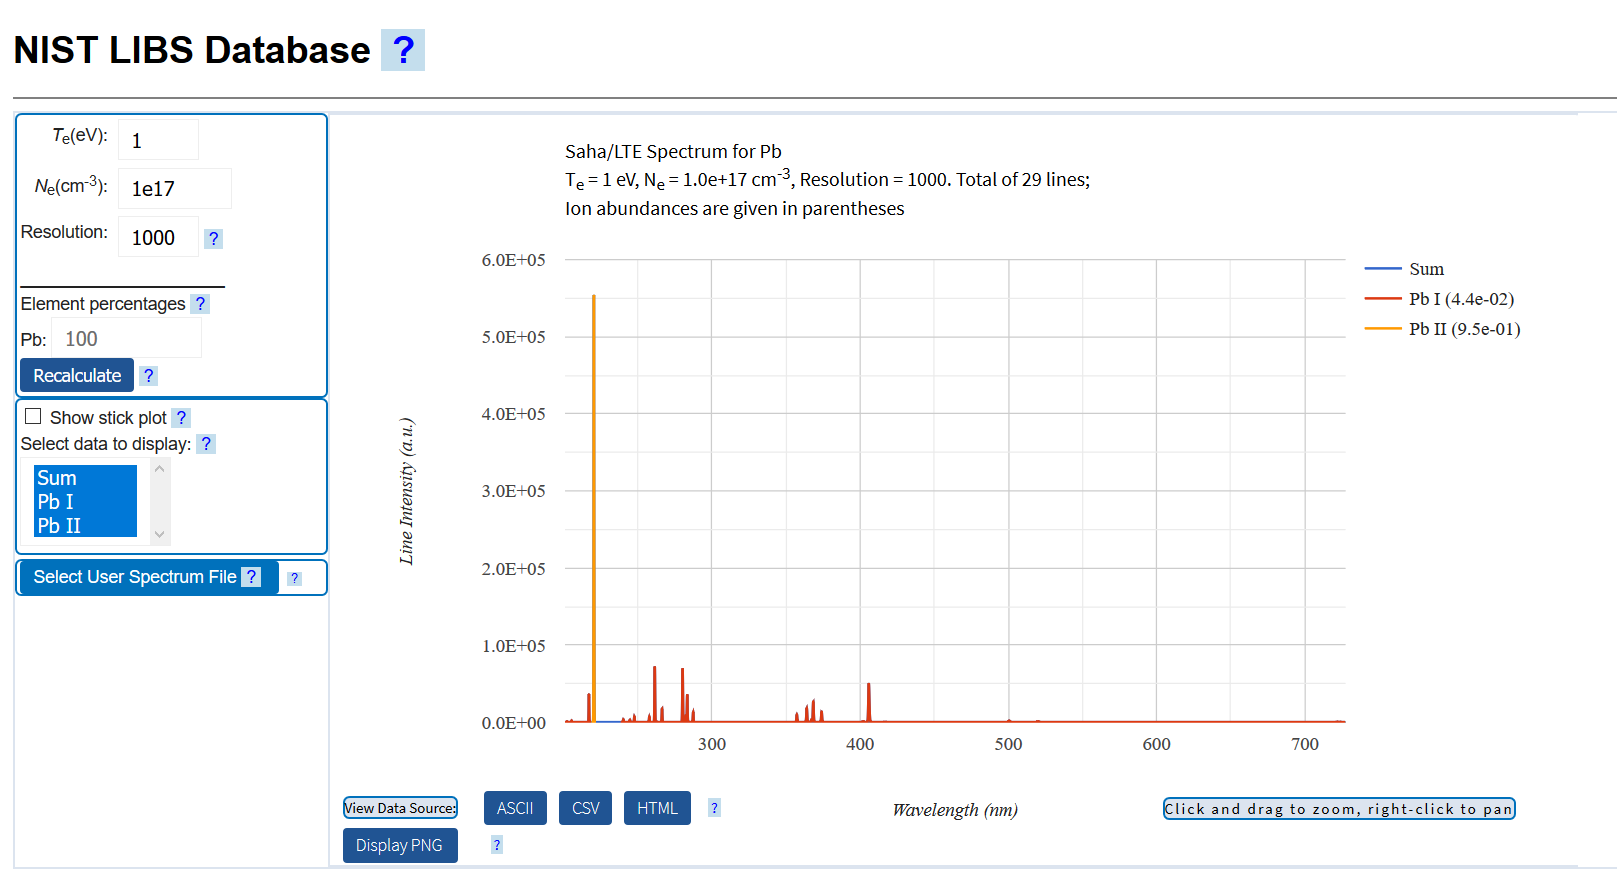 NIST LIBS Database ?
Te(eV): 1
Ne(cm-3): 1e17
Resolution: 1000 ?
Element percentages ?
Pb: 100
Recalculate ?
Show stick plot ?
Select data to display: ?
Sum
Pb I
Pb II
Select User Spectrum File ? ?
Saha/LTE Spectrum for Pb
Te = 1 eV, Ne = 1.0e+17 cm-3, Resolution = 1000. Total of 29 lines;
Ion abundances are given in parentheses
6.0E+05
5.0E+05
4.0E+05
3.0E+05
2.0E+05
1.0E+05
0.0E+00
Line Intensity (a.u.)
300 400 500 600 700
Wavelength (nm)
Sum
Pb I (4.4e-02)
Pb II (9.5e-01)
View Data Source: ASCII CSV HTML ?
Click and drag to zoom, right-click to pan
Display PNG ?